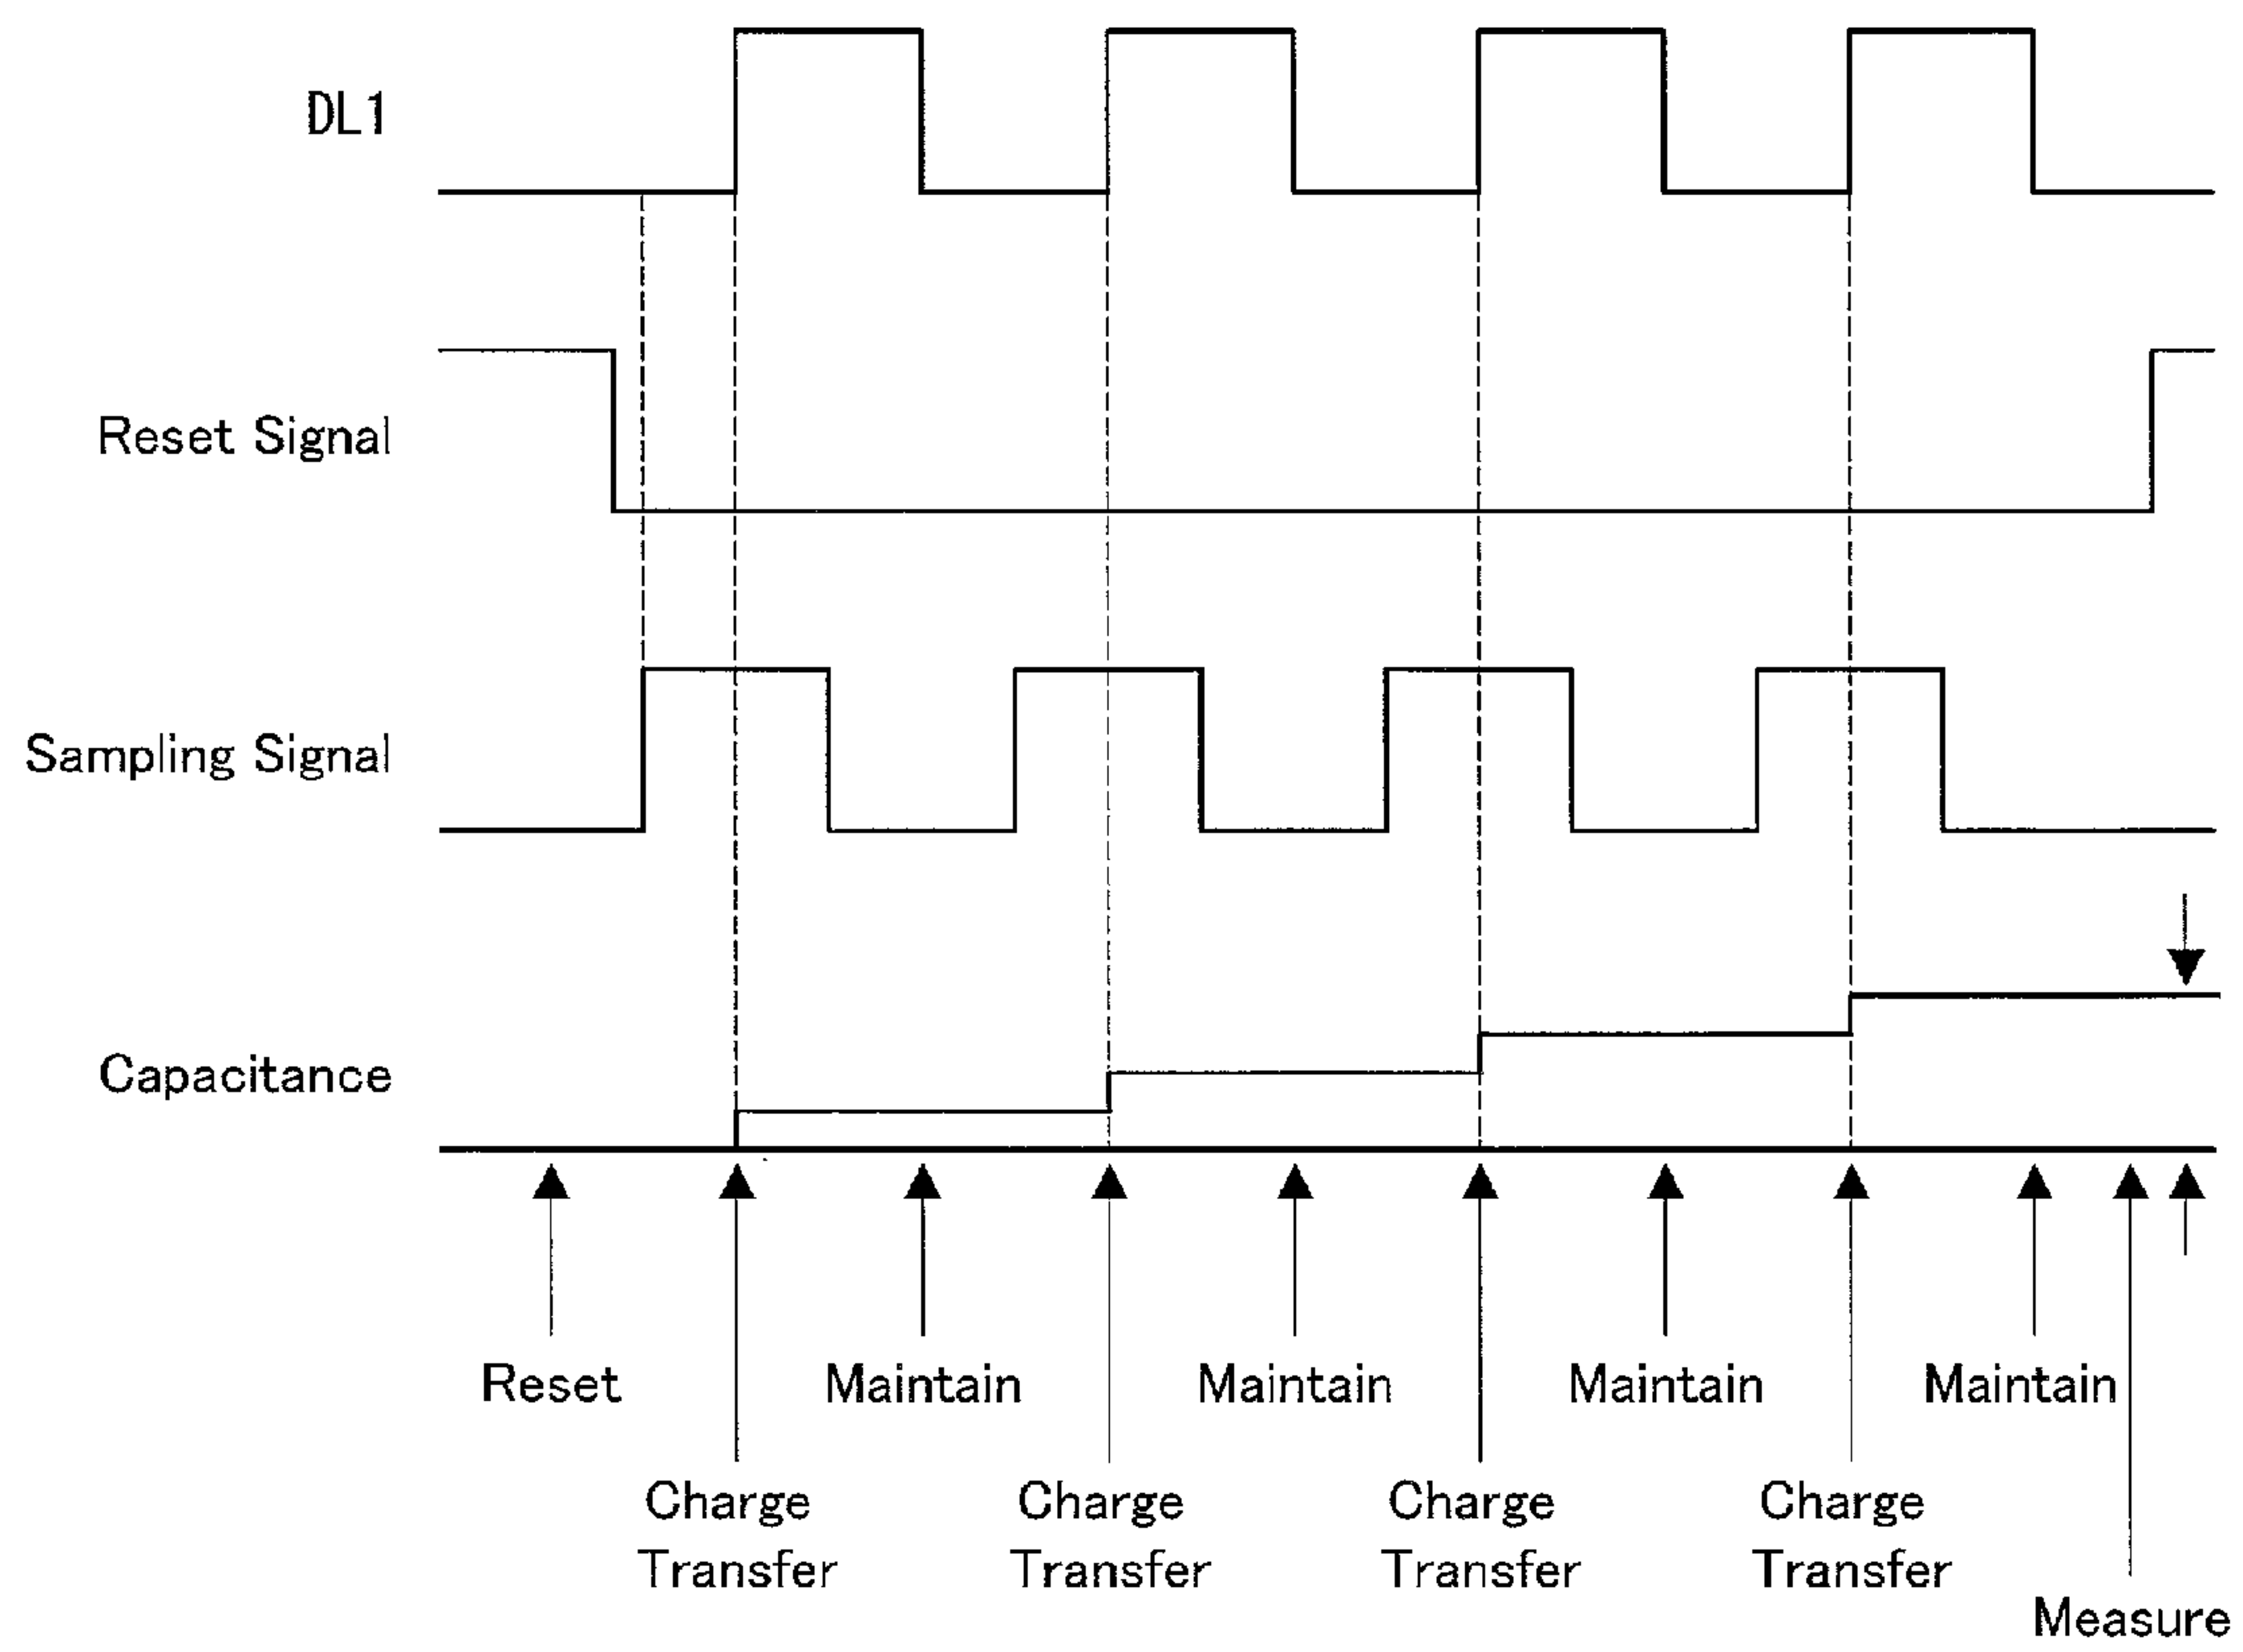 DL1
Reset Signal
Sampling Signal
Capacitance
Reset
Maintain
Maintain
Maintain
Maintain
Charge
Transfer
Charge
Transfer
Charge
Transfer
Charge
Transfer
Measure